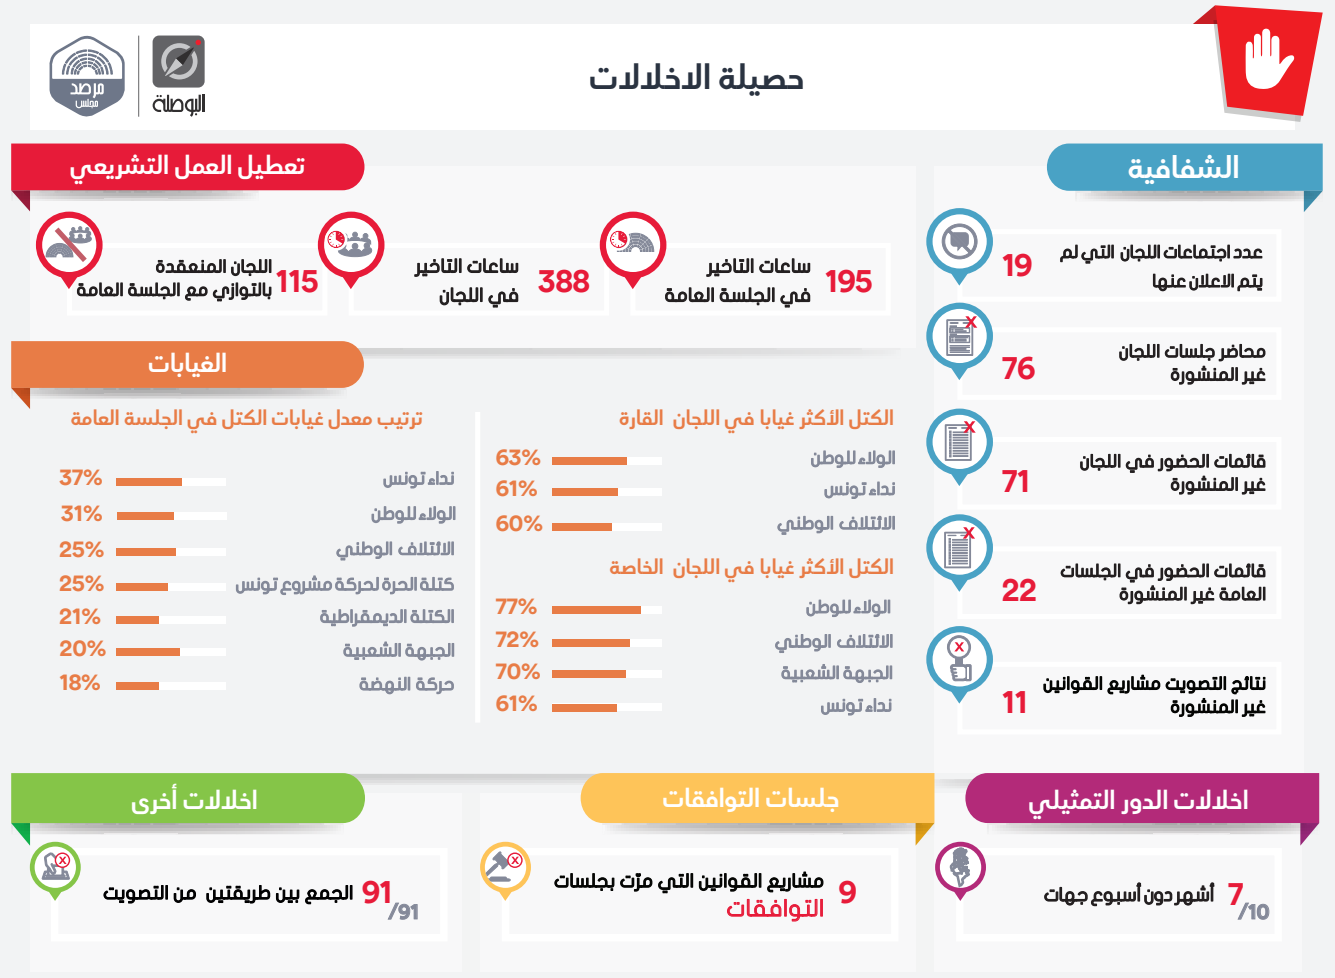 حصيلة الاخلالات
البوصلة
مرصد
مجلس
الشفافية
عدد اجتماعات اللجان التي لم
يتم الاعلان عنها
19
محاضر جلسات اللجان
غير المنشورة
76
قائمات الحضور في اللجان
غير المنشورة
71
قائمات الحضور في الجلسات
العامة غير المنشورة
22
نتائج التصويت مشاريع القوانين
غير المنشورة
11
تعطيل العمل التشريعي
195
ساعات التاخير
في الجلسة العامة
388
ساعات التاخير
في اللجان
115
اللجان المنعقدة
بالتوازي مع الجلسة العامة
الغيابات
الكتل الأكثر غيابا في اللجان القارة
الولاء للوطن 63%
نداء تونس 61%
الائتلاف الوطني 60%
الكتل الأكثر غيابا في اللجان الخاصة
الولاء للوطن 77%
الائتلاف الوطني 72%
الجبهة الشعبية 70%
نداء تونس 61%
ترتيب معدل غيابات الكتل في الجلسة العامة
نداء تونس 37%
الولاء للوطن 31%
الائتلاف الوطني 25%
كتلة الحرة لحركة مشروع تونس 25%
الكتلة الديمقراطية 21%
الجبهة الشعبية 20%
حركة النهضة 18%
اخلالات الدور التمثيلي
7/10 أشهر دون أسبوع جهات
جلسات التوافقات
9
مشاريع القوانين التي مرّت بجلسات
التوافقات
اخلالات أخرى
91/91 الجمع بين طريقتين من التصويت